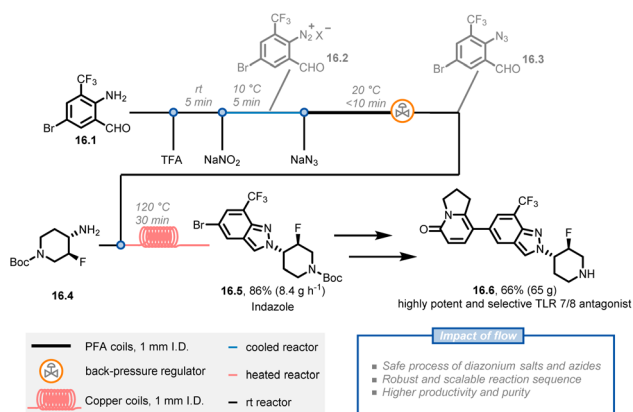 CF₃
N₂ X⁻
+
16.2
Br
CHO
CF₃
N₃
16.3
Br
CHO
CF₃
NH₂
Br
CHO
16.1
rt
5 min
10 °C
5 min
20 °C
<10 min
TFA
NaNO₂
NaN₃
NH₂
BocN
F
16.4
120 °C
30 min
CF₃
Br
N
N
F
N
Boc
16.5, 86% (8.4 g h⁻¹)
Indazole
CF₃
N
O
N
N
F
NH
16.6, 66% (65 g)
highly potent and selective TLR 7/8 antagonist
PFA coils, 1 mm I.D.
cooled reactor
back-pressure regulator
heated reactor
Copper coils, 1 mm I.D.
rt reactor
Impact of flow
Safe process of diazonium salts and azides
Robust and scalable reaction sequence
Higher productivity and purity